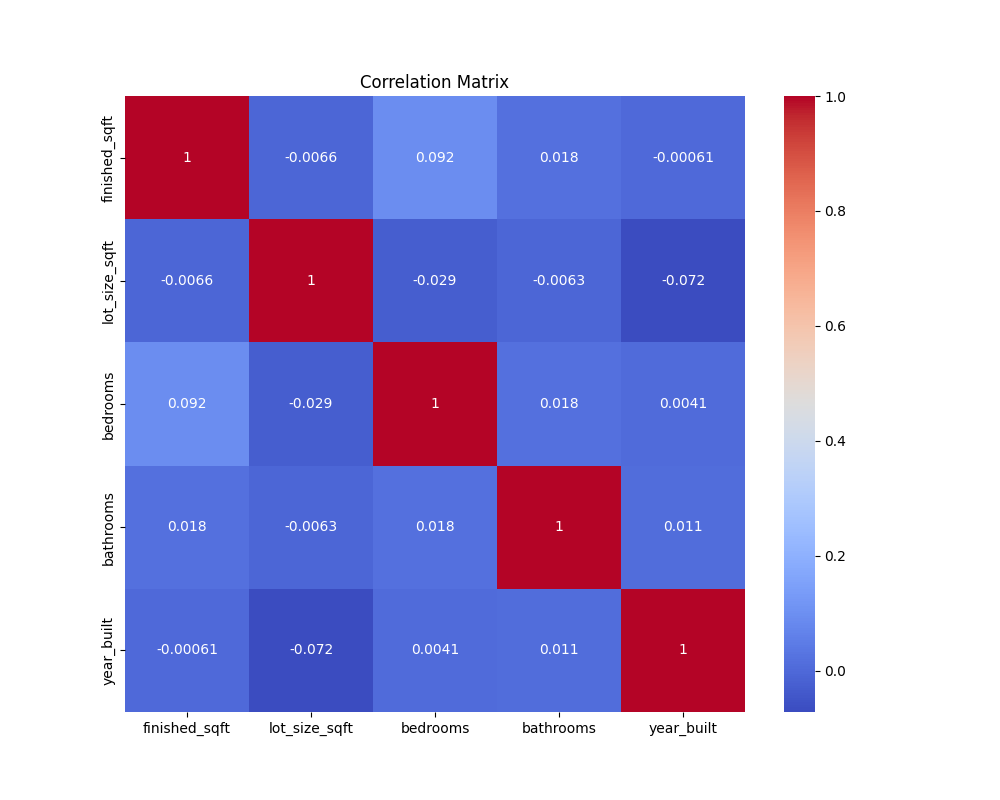 Correlation Matrix
finished_sqft
1
-0.0066
0.092
0.018
-0.00061
lot_size_sqft
-0.0066
1
-0.029
-0.0063
-0.072
bedrooms
0.092
-0.029
1
0.018
0.0041
bathrooms
0.018
-0.0063
0.018
1
0.011
year_built
-0.00061
-0.072
0.0041
0.011
1
finished_sqft
lot_size_sqft
bedrooms
bathrooms
year_built
1.0
0.8
0.6
0.4
0.2
0.0